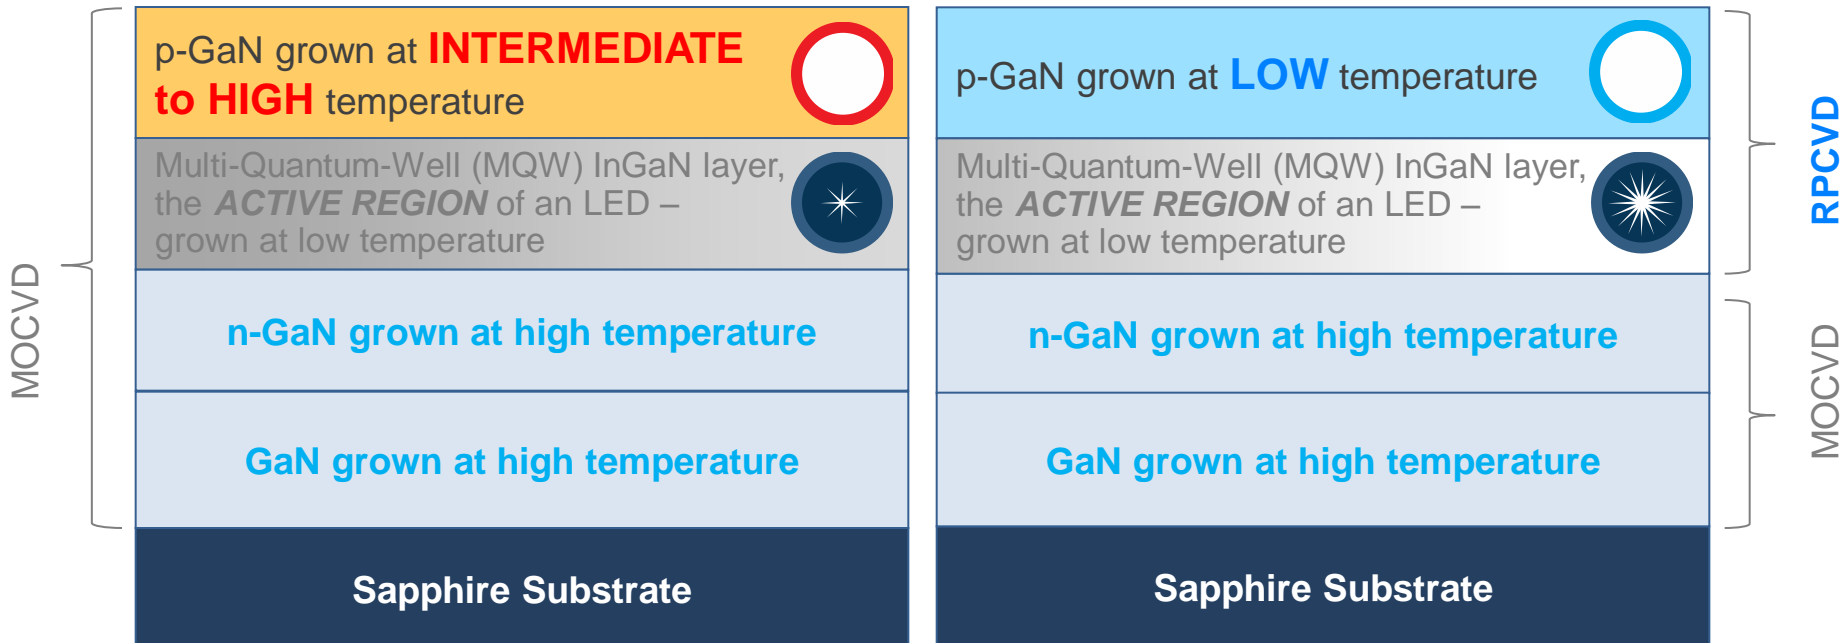 MOCVD
p-GaN grown at INTERMEDIATE
to HIGH temperature
Multi-Quantum-Well (MQW) InGaN layer,
the ACTIVE REGION of an LED –
grown at low temperature
n-GaN grown at high temperature
GaN grown at high temperature
Sapphire Substrate
p-GaN grown at LOW temperature
Multi-Quantum-Well (MQW) InGaN layer,
the ACTIVE REGION of an LED –
grown at low temperature
n-GaN grown at high temperature
GaN grown at high temperature
Sapphire Substrate
RPCVD
MOCVD